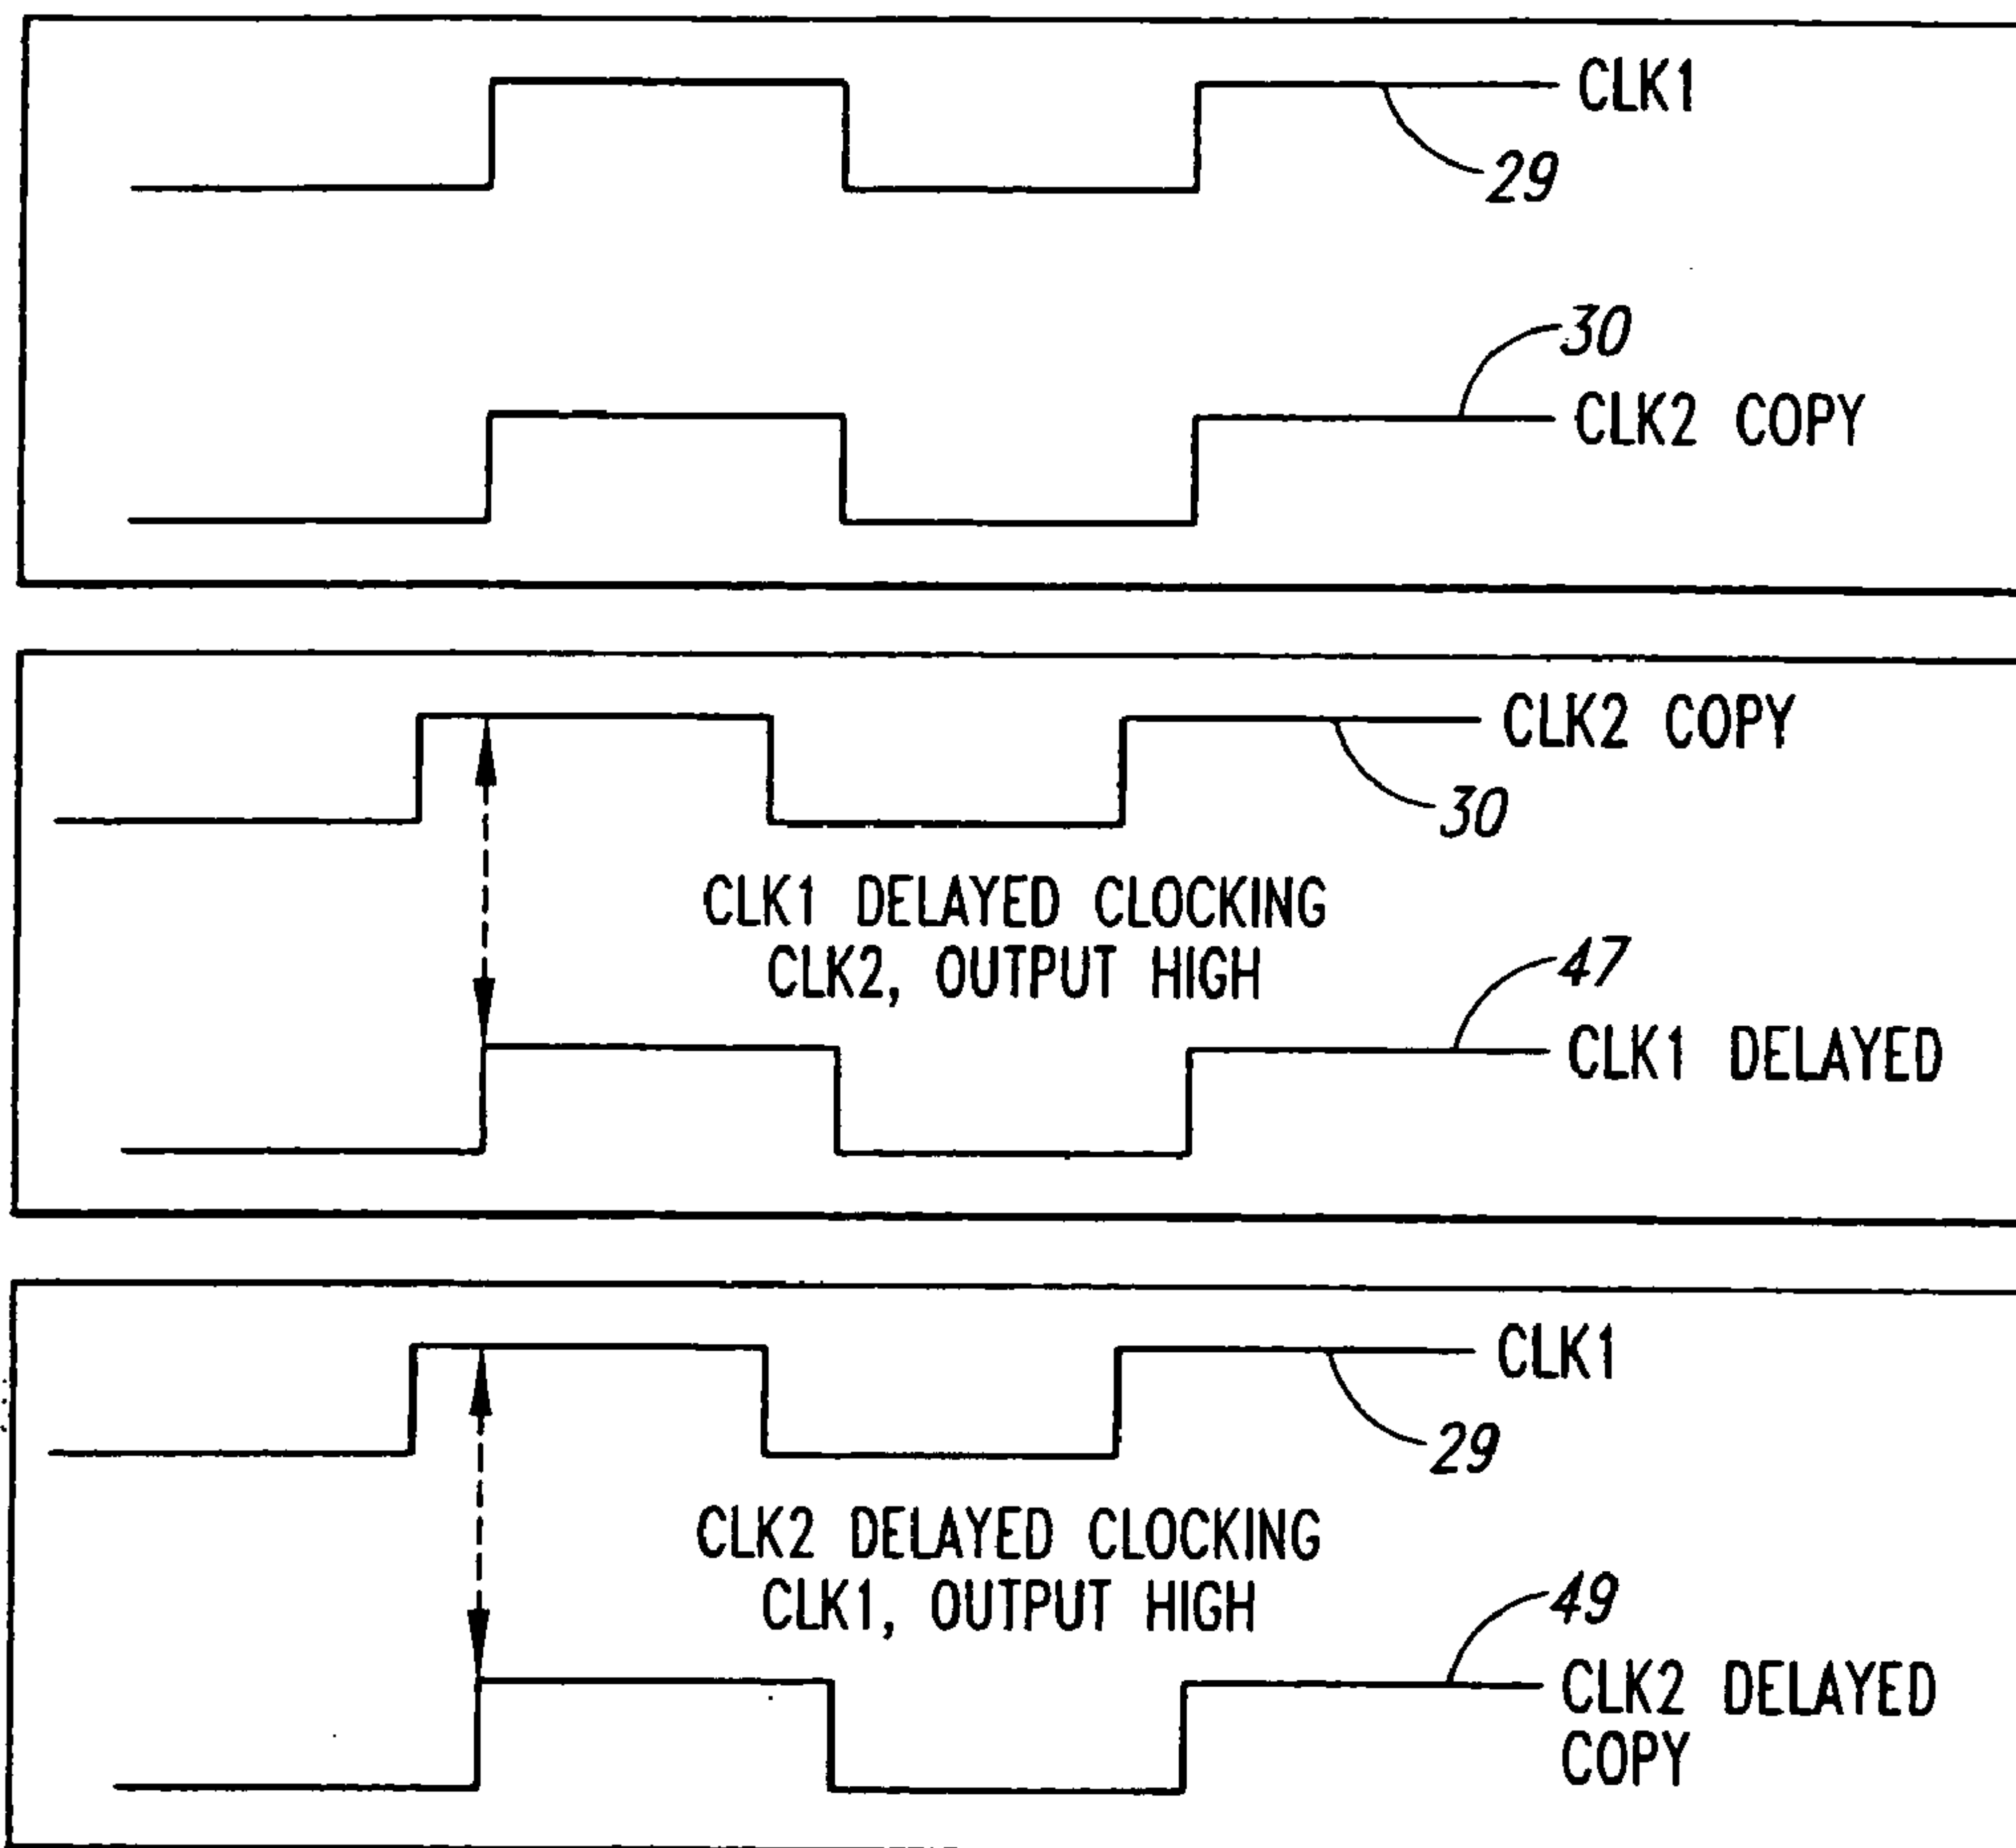 CLK1
29
30
CLK2 COPY
CLK2 COPY
30
CLK1 DELAYED CLOCKING
CLK2, OUTPUT HIGH
47
CLK1 DELAYED
CLK1
29
CLK2 DELAYED CLOCKING
CLK1, OUTPUT HIGH
49
CLK2 DELAYED
COPY